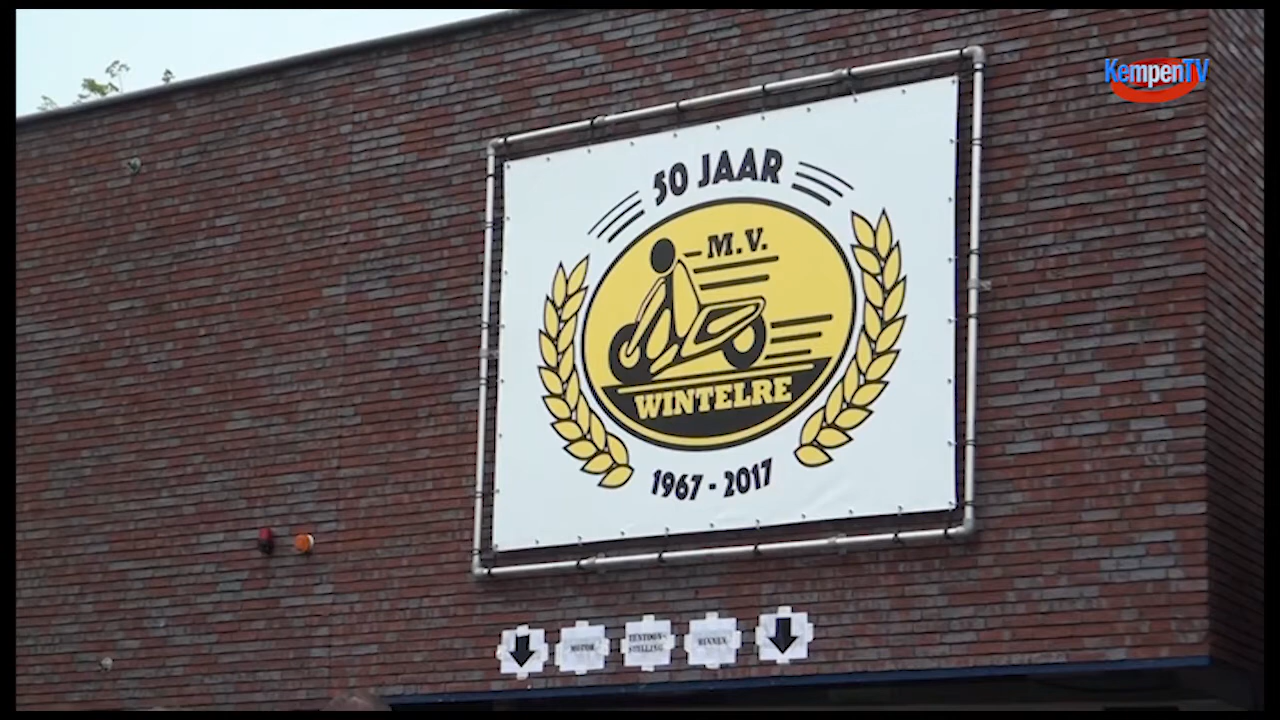 KempenTV
50 JAAR
M.V.
WINTELRE
1967 - 2017
MOTOR
TENTOON-
STELLING
BINNEN